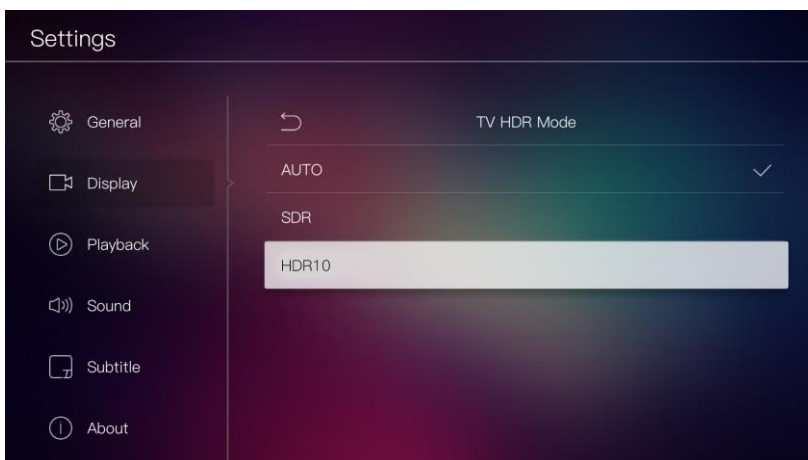 Settings
General
Display
Playback
Sound
Subtitle
About
TV HDR Mode
AUTO
SDR
HDR10